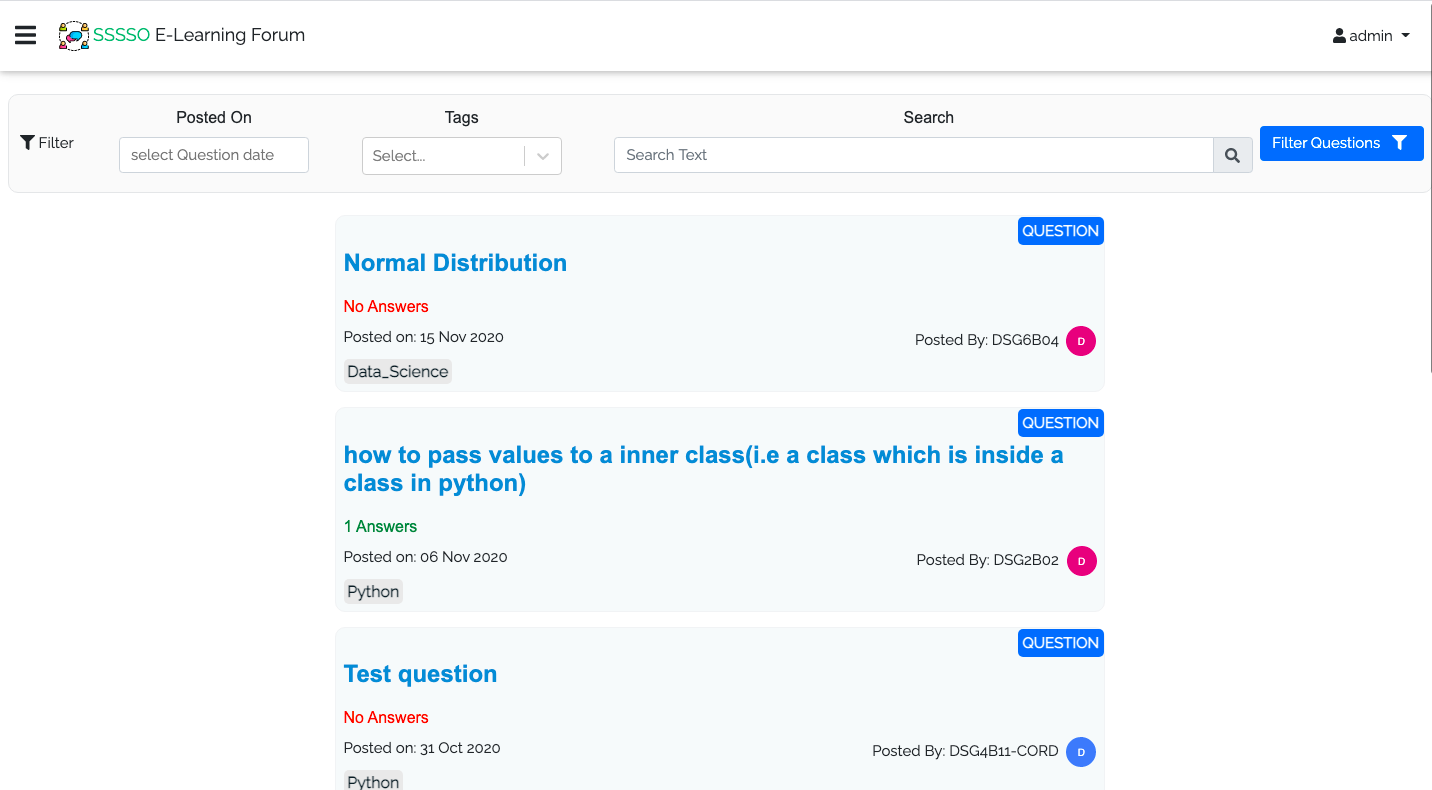 SSSSO E-Learning Forum
admin
Posted On
Tags
Search
Filter
select Question date
Select...
Search Text
Filter Questions
QUESTION
Normal Distribution
No Answers
Posted on: 15 Nov 2020
Posted By: DSG6B04
D
Data_Science
QUESTION
how to pass values to a inner class(i.e a class which is inside a
class in python)
1 Answers
Posted on: 06 Nov 2020
Posted By: DSG2B02
D
Python
QUESTION
Test question
No Answers
Posted on: 31 Oct 2020
Posted By: DSG4B11-CORD
D
Python